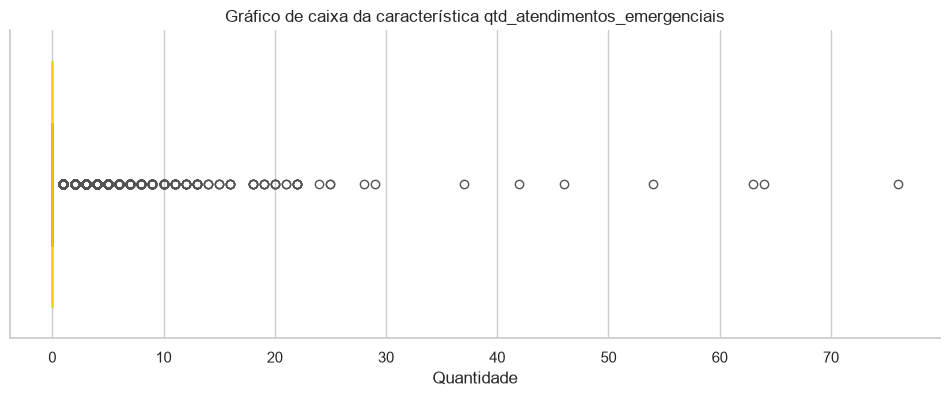 Gráfico de caixa da característica qtd_atendimentos_emergenciais
0 10 20 30 40 50 60 70
Quantidade